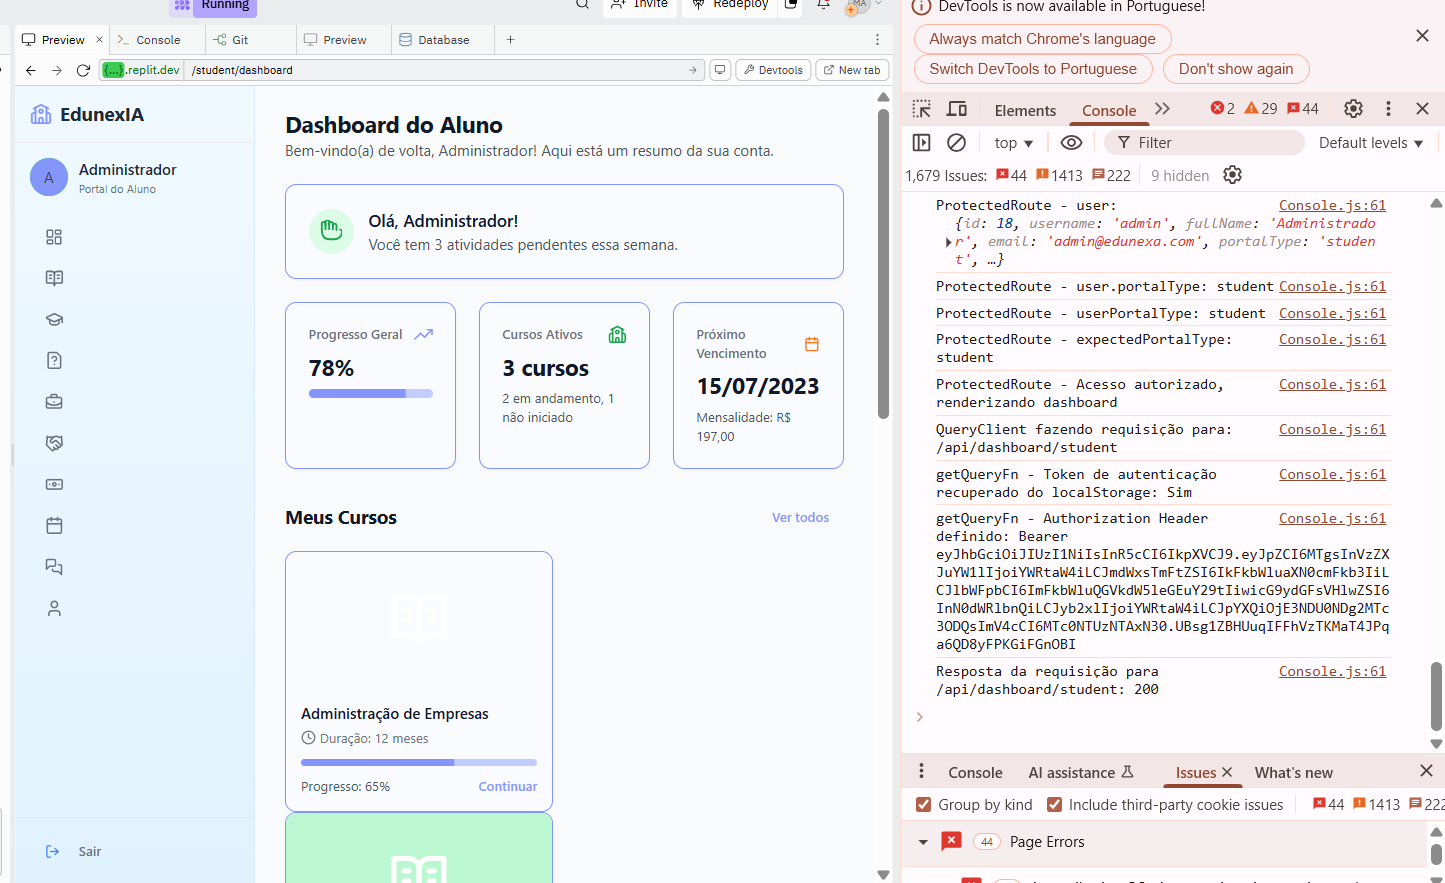 Running
Invite
Redeploy
MA
Preview
Console
Git
Preview
Database
{...}.replit.dev
/student/dashboard
Devtools
New tab
EdunexIA
A
Administrador
Portal do Aluno
Sair
Dashboard do Aluno
Bem-vindo(a) de volta, Administrador! Aqui está um resumo da sua conta.
Olá, Administrador!
Você tem 3 atividades pendentes essa semana.
Progresso Geral
78%
Cursos Ativos
3 cursos
2 em andamento, 1
não iniciado
Próximo
Vencimento
15/07/2023
Mensalidade: R$
197,00
Meus Cursos
Ver todos
Administração de Empresas
Duração: 12 meses
Progresso: 65%
Continuar
DevTools is now available in Portuguese!
Always match Chrome's language
Switch DevTools to Portuguese
Don't show again
Elements
Console
2
29
44
top
Filter
Default levels
1,679 Issues:
44
1413
222
9 hidden
ProtectedRoute - user:
Console.js:61
{id: 18, username: 'admin', fullName: 'Administrado
r', email: 'admin@edunexa.com', portalType: 'studen
t', …}
ProtectedRoute - user.portalType: student
Console.js:61
ProtectedRoute - userPortalType: student
Console.js:61
ProtectedRoute - expectedPortalType:
Console.js:61
student
ProtectedRoute - Acesso autorizado,
Console.js:61
renderizando dashboard
QueryClient fazendo requisição para:
Console.js:61
/api/dashboard/student
getQueryFn - Token de autenticação
Console.js:61
recuperado do localStorage: Sim
getQueryFn - Authorization Header
Console.js:61
definido: Bearer
eyJhbGciOiJIUzI1NiIsInR5cCI6IkpXVCJ9.eyJpZCI6MTgsInVzZX
JuYW1lIjoiYWRtaW4iLCJmdWxsTmFtZSI6IkFkbWluaXN0cmFkb3IiL
CJlbWFpbCI6ImFkbWluQGVkdW5leGEuY29tIiwicG9ydGFsVHlwZSI6
InN0dWRlbnQiLCJyb2xlIjoiYWRtaW4iLCJpYXQiOjE3NDU0NDg2MTc
3ODQsImV4cCI6MTc0NTUzNTAxN30.UBsg1ZBHUuqIFFhVzTKMaT4JPq
a6QD8yFPKGiFGnOBI
Resposta da requisição para
Console.js:61
/api/dashboard/student: 200
Console
AI assistance
Issues
What's new
Group by kind
Include third-party cookie issues
44
1413
222
44
Page Errors